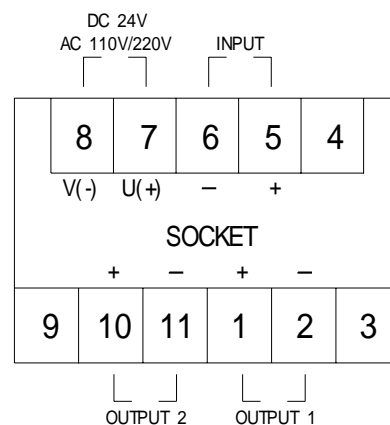 DC 24V
AC 110V/220V INPUT
8 7 6 5 4
V(-) U(+) − +
SOCKET
+ − + −
9 10 11 1 2 3
OUTPUT 2 OUTPUT 1